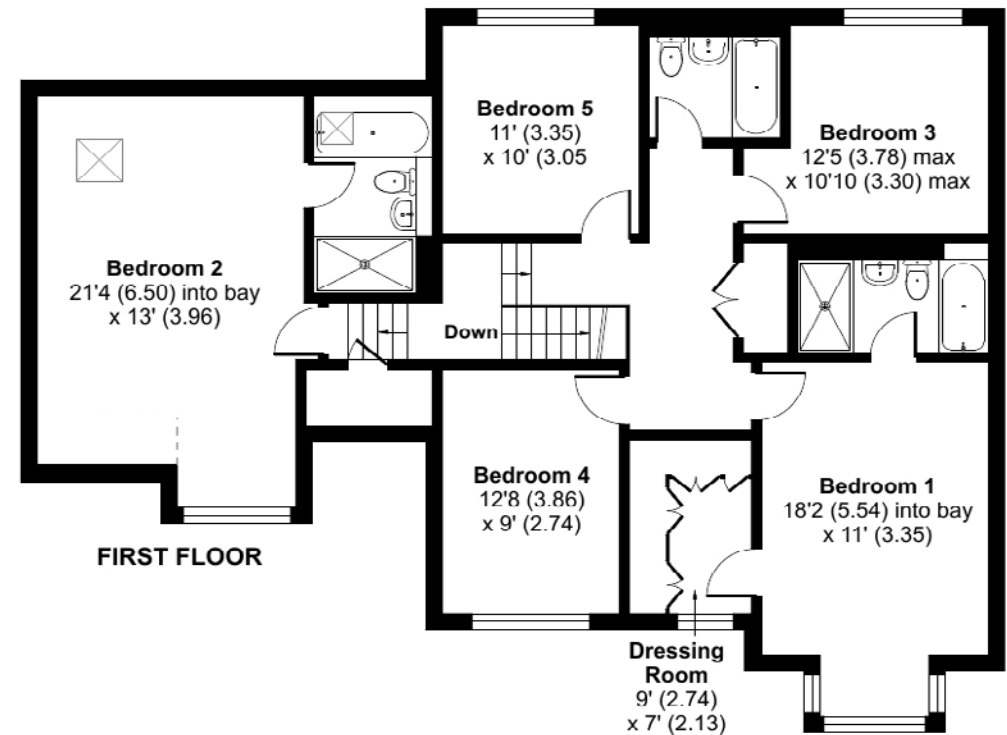 Bedroom 5
11' (3.35)
x 10' (3.05
Bedroom 3
12'5 (3.78) max
x 10'10 (3.30) max
Bedroom 2
21'4 (6.50) into bay
x 13' (3.96)
Down
Bedroom 4
12'8 (3.86)
x 9' (2.74)
Bedroom 1
18'2 (5.54) into bay
x 11' (3.35)
FIRST FLOOR
Dressing
Room
9' (2.74)
x 7' (2.13)